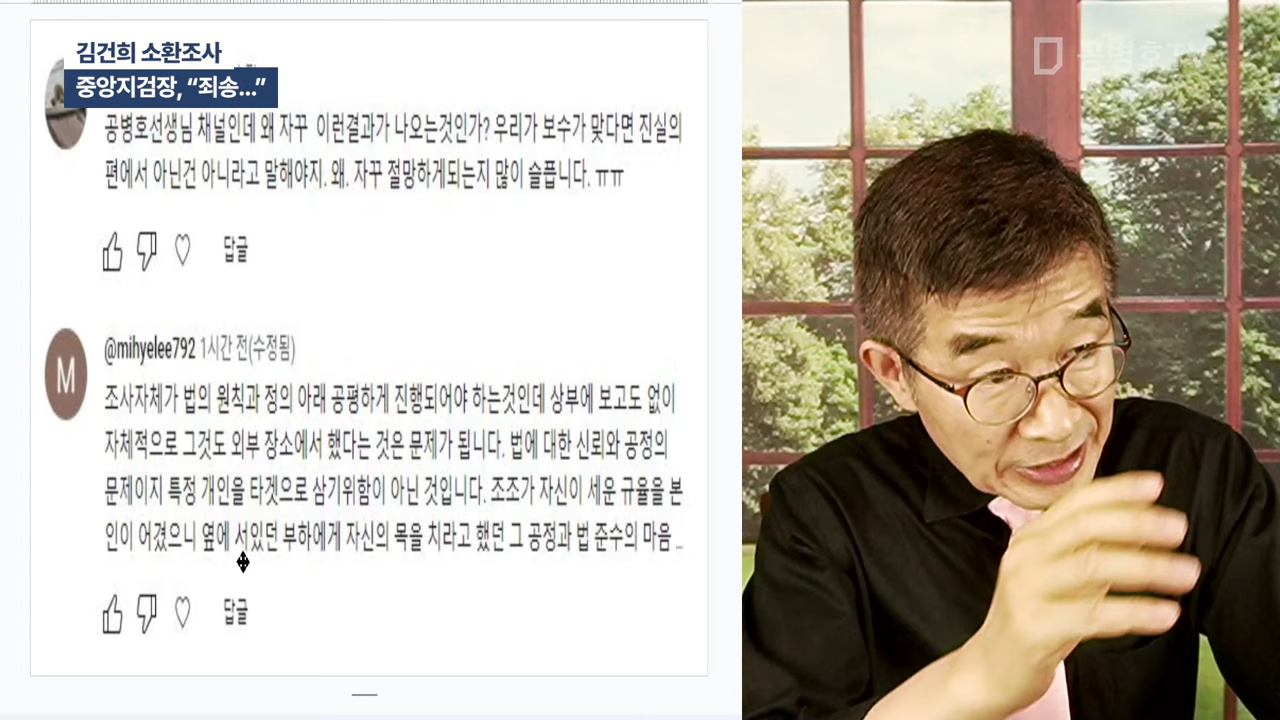 김건희 소환조사
중앙지검장, “죄송...”
공병호TV
공병호선생님 채널인데 왜 자꾸 이런결과가 나오는것인가? 우리가 보수가 맞다면 진실의
편에서 아닌건 아니라고 말해야지. 왜. 자꾸 절망하게되는지 많이 슬픕니다. ㅠㅠ
답글
M
@mihyelee792 1시간 전(수정됨)
조사자체가 법의 원칙과 정의 아래 공평하게 진행되어야 하는것인데 상부에 보고도 없이
자체적으로 그것도 외부 장소에서 했다는 것은 문제가 됩니다. 법에 대한 신뢰와 공정의
문제이지 특정 개인을 타겟으로 삼기위함이 아닌 것입니다. 조조가 자신이 세운 규율을 본
인이 어겼으니 옆에 서있던 부하에게 자신의 목을 치라고 했던 그 공정과 법 준수의 마음 ...
답글